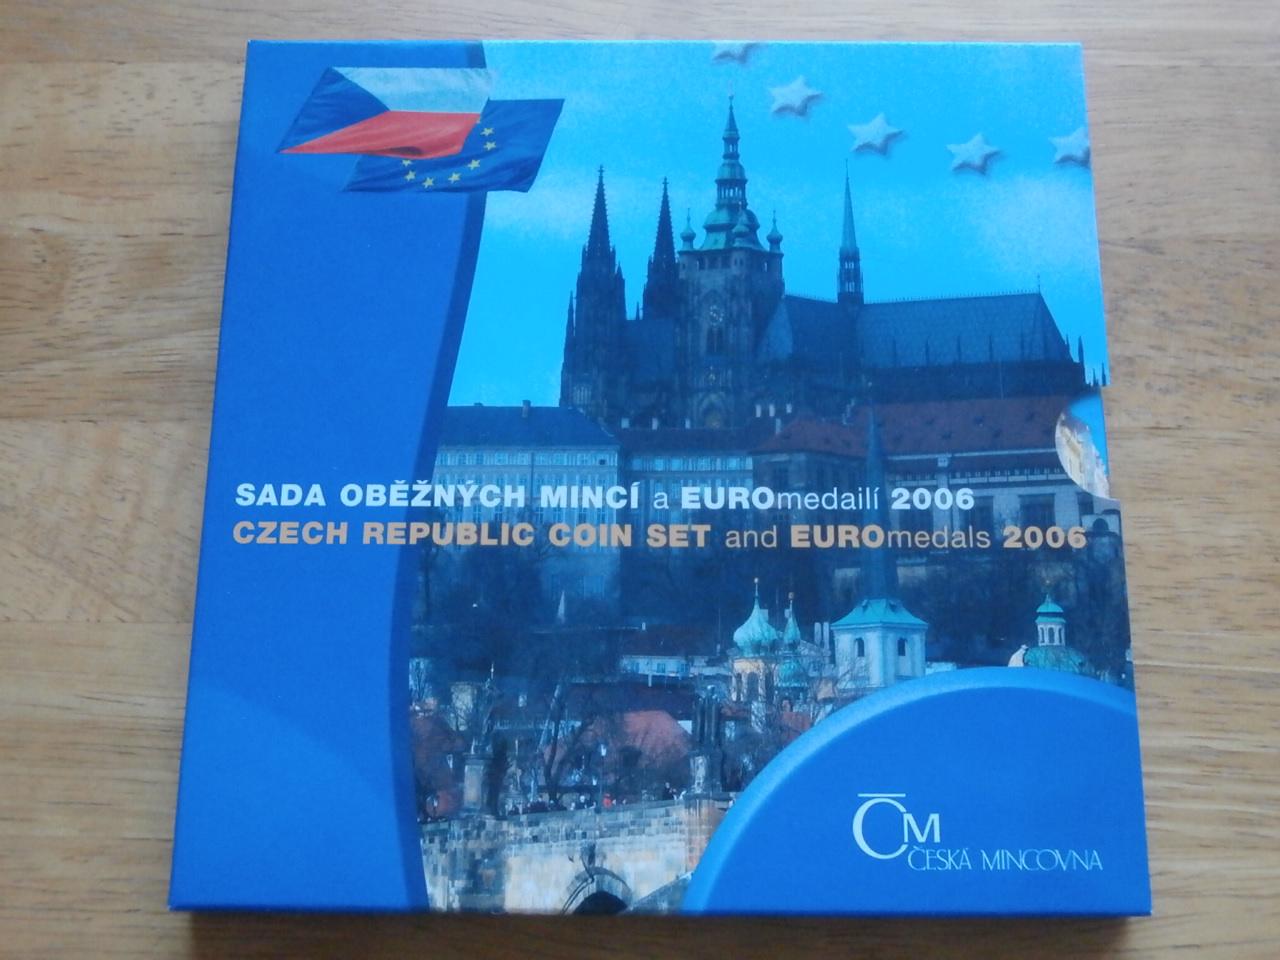 SADA OBĚŽNÝCH MINCÍ a EUROmedailí 2006
CZECH REPUBLIC COIN SET and EUROmedals 2006
ČM
ČESKÁ MINCOVNA